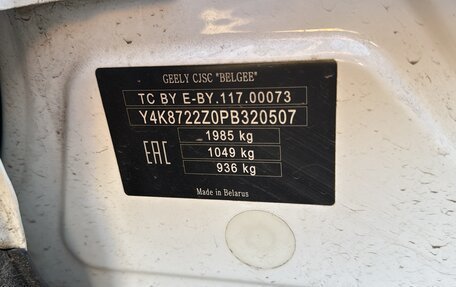 GEELY CJSC "BELGEE"
TC BY E-BY.117.00073
Y4K8722Z0PB320507
1985 kg
EAC
1049 kg
936 kg
Made in Belarus